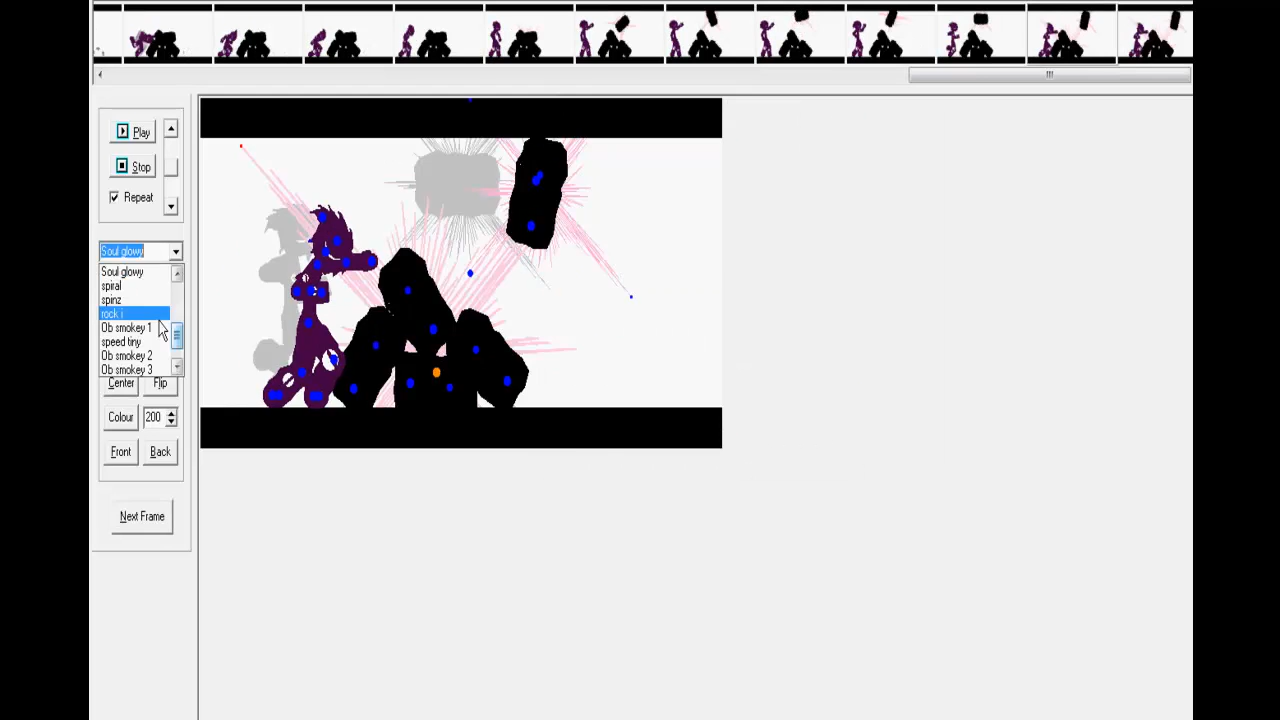 Play
Stop
Repeat
Soul glowy
Soul glowy
spiral
spinz
rock i
Ob smokey 1
speed tiny
Ob smokey 2
Ob smokey 3
Center Flip
Colour 200
Front Back
Next Frame